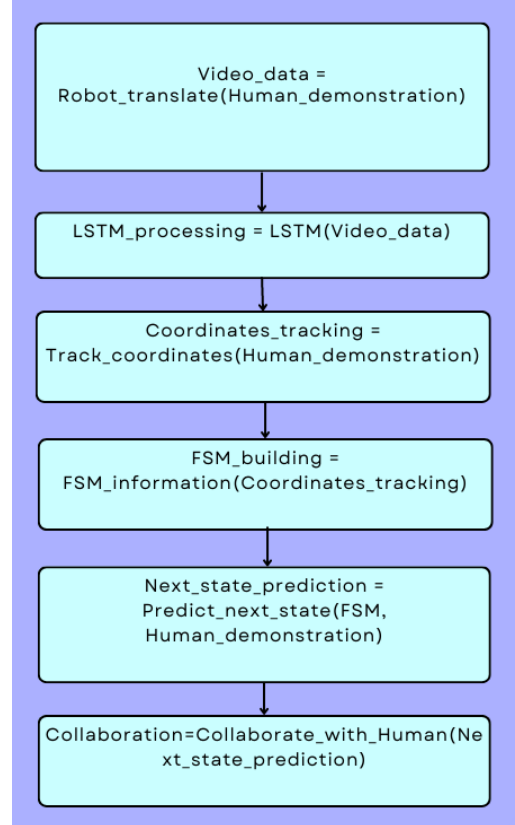 Video_data =
Robot_translate(Human_demonstration)
LSTM_processing = LSTM(Video_data)
Coordinates_tracking =
Track_coordinates(Human_demonstration)
FSM_building =
FSM_information(Coordinates_tracking)
Next_state_prediction =
Predict_next_state(FSM,
Human_demonstration)
Collaboration=Collaborate_with_Human(Ne
xt_state_prediction)